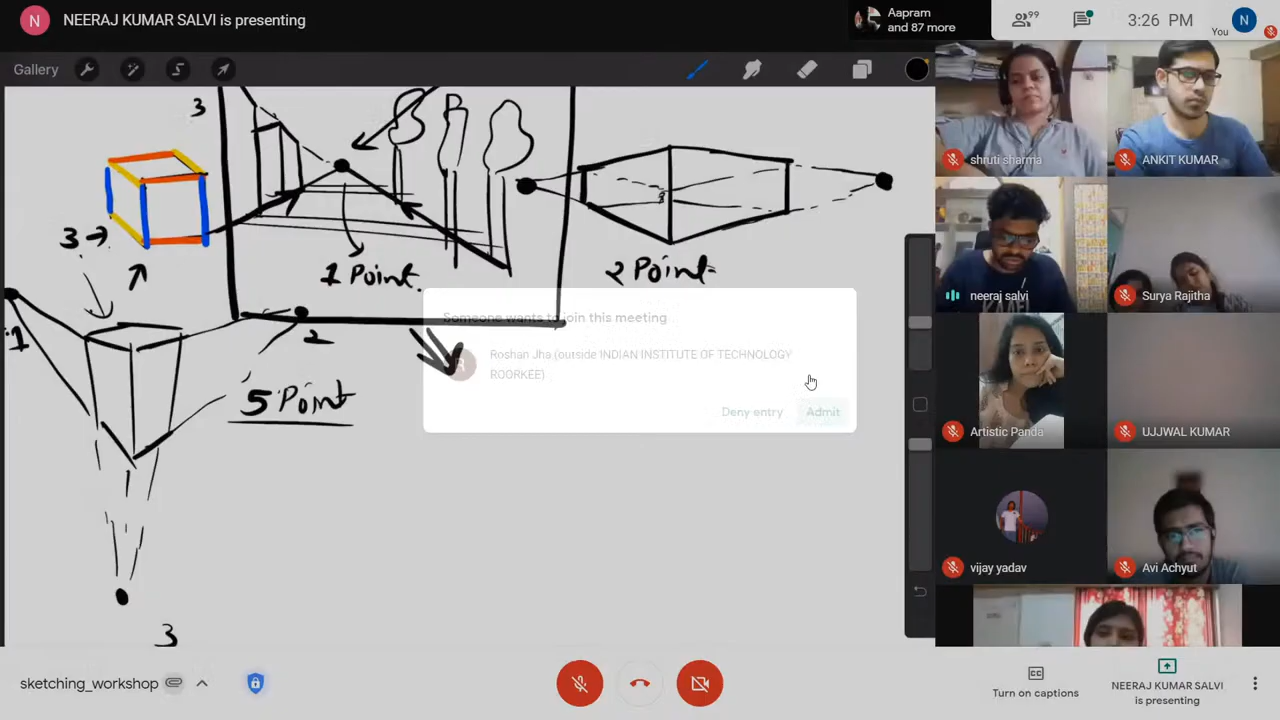 NEERAJ KUMAR SALVI is presenting
N
Aapram
and 87 more
99
3:26 PM
You
N
Gallery
3
3
1 Point
2 Point
1
2
5 Point
3
Someone wants to join this meeting
R
Roshan Jha (outside INDIAN INSTITUTE OF TECHNOLOGY
ROORKEE)
Deny entry
Admit
shruti sharma
ANKIT KUMAR
neeraj salvi
Surya Rajitha
Artistic Panda
UJJWAL KUMAR
vijay yadav
Avi Achyut
sketching_workshop
CC
Turn on captions
NEERAJ KUMAR SALVI
is presenting